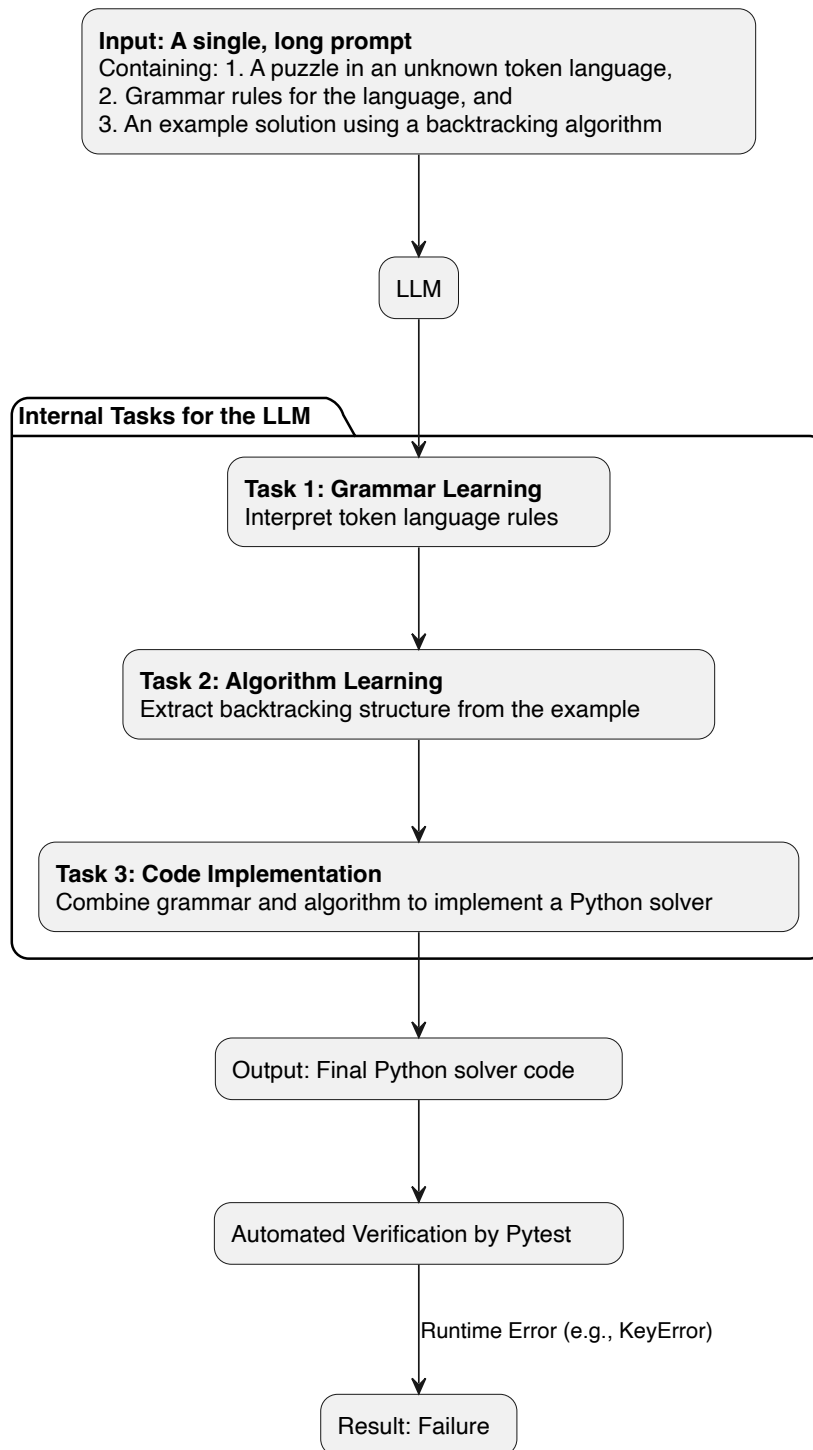 Input: A single, long prompt
Containing: 1. A puzzle in an unknown token language,
2. Grammar rules for the language, and
3. An example solution using a backtracking algorithm
LLM
Internal Tasks for the LLM
Task 1: Grammar Learning
Interpret token language rules
Task 2: Algorithm Learning
Extract backtracking structure from the example
Task 3: Code Implementation
Combine grammar and algorithm to implement a Python solver
Output: Final Python solver code
Automated Verification by Pytest
Runtime Error (e.g., KeyError)
Result: Failure